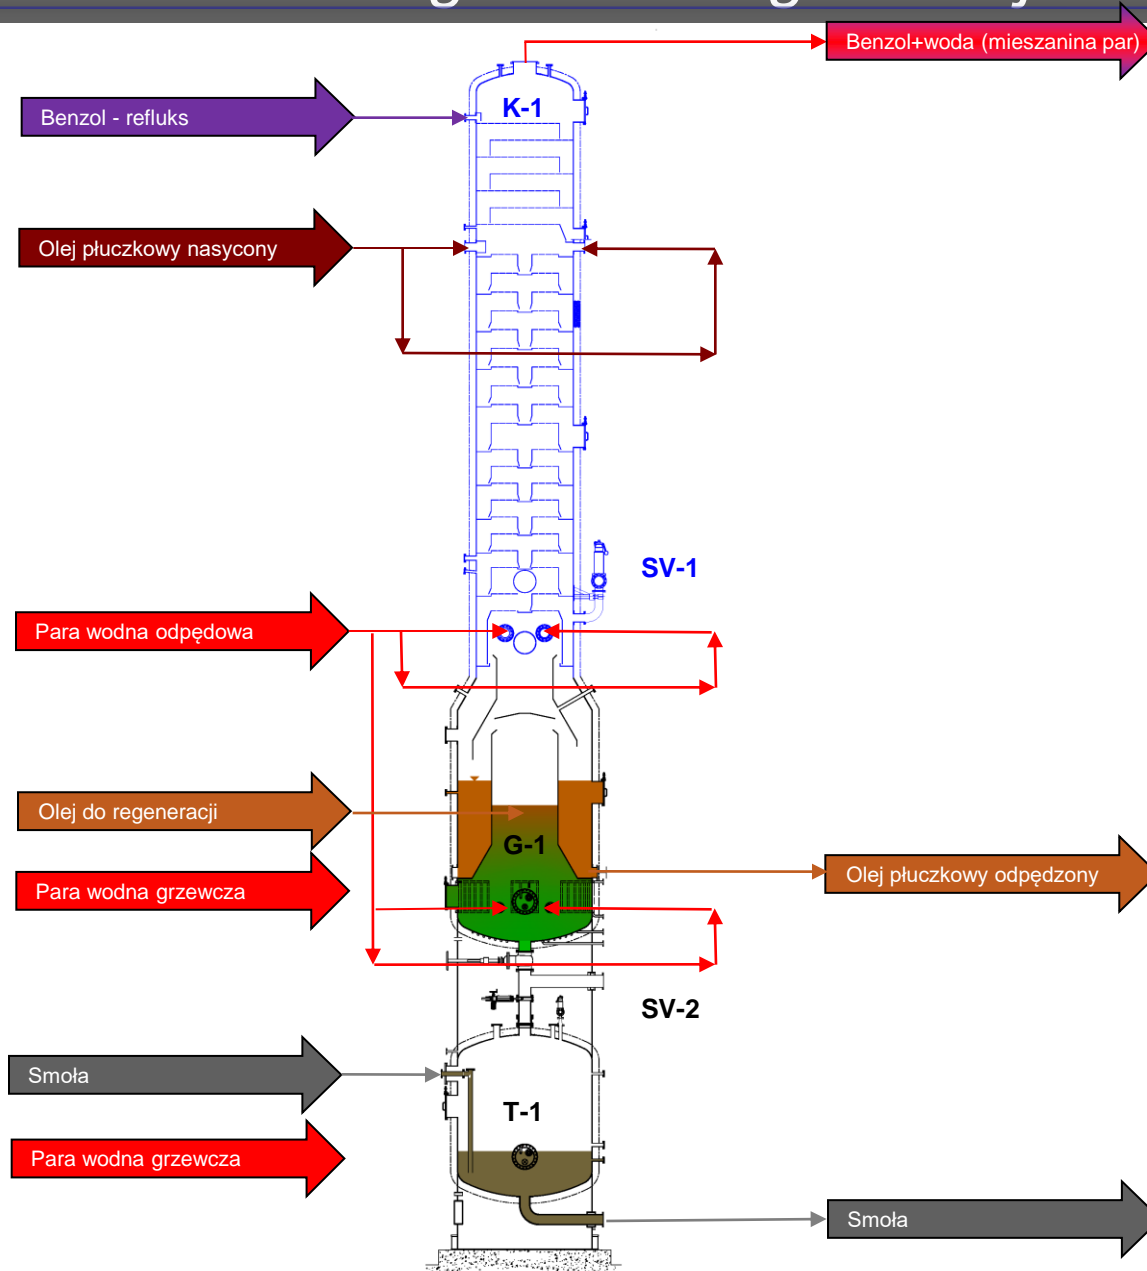 Benzol+woda (mieszanina par)
K-1
Benzol - refluks
Olej płuczkowy nasycony
SV-1
Para wodna odpędowa
Olej do regeneracji
G-1
Olej płuczkowy odpędzony
Para wodna grzewcza
SV-2
Smoła
T-1
Para wodna grzewcza
Smoła